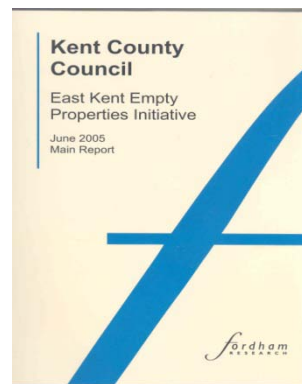 Kent County
Council
East Kent Empty
Properties Initiative
June 2005
Main Report
fordham
RESEARCH